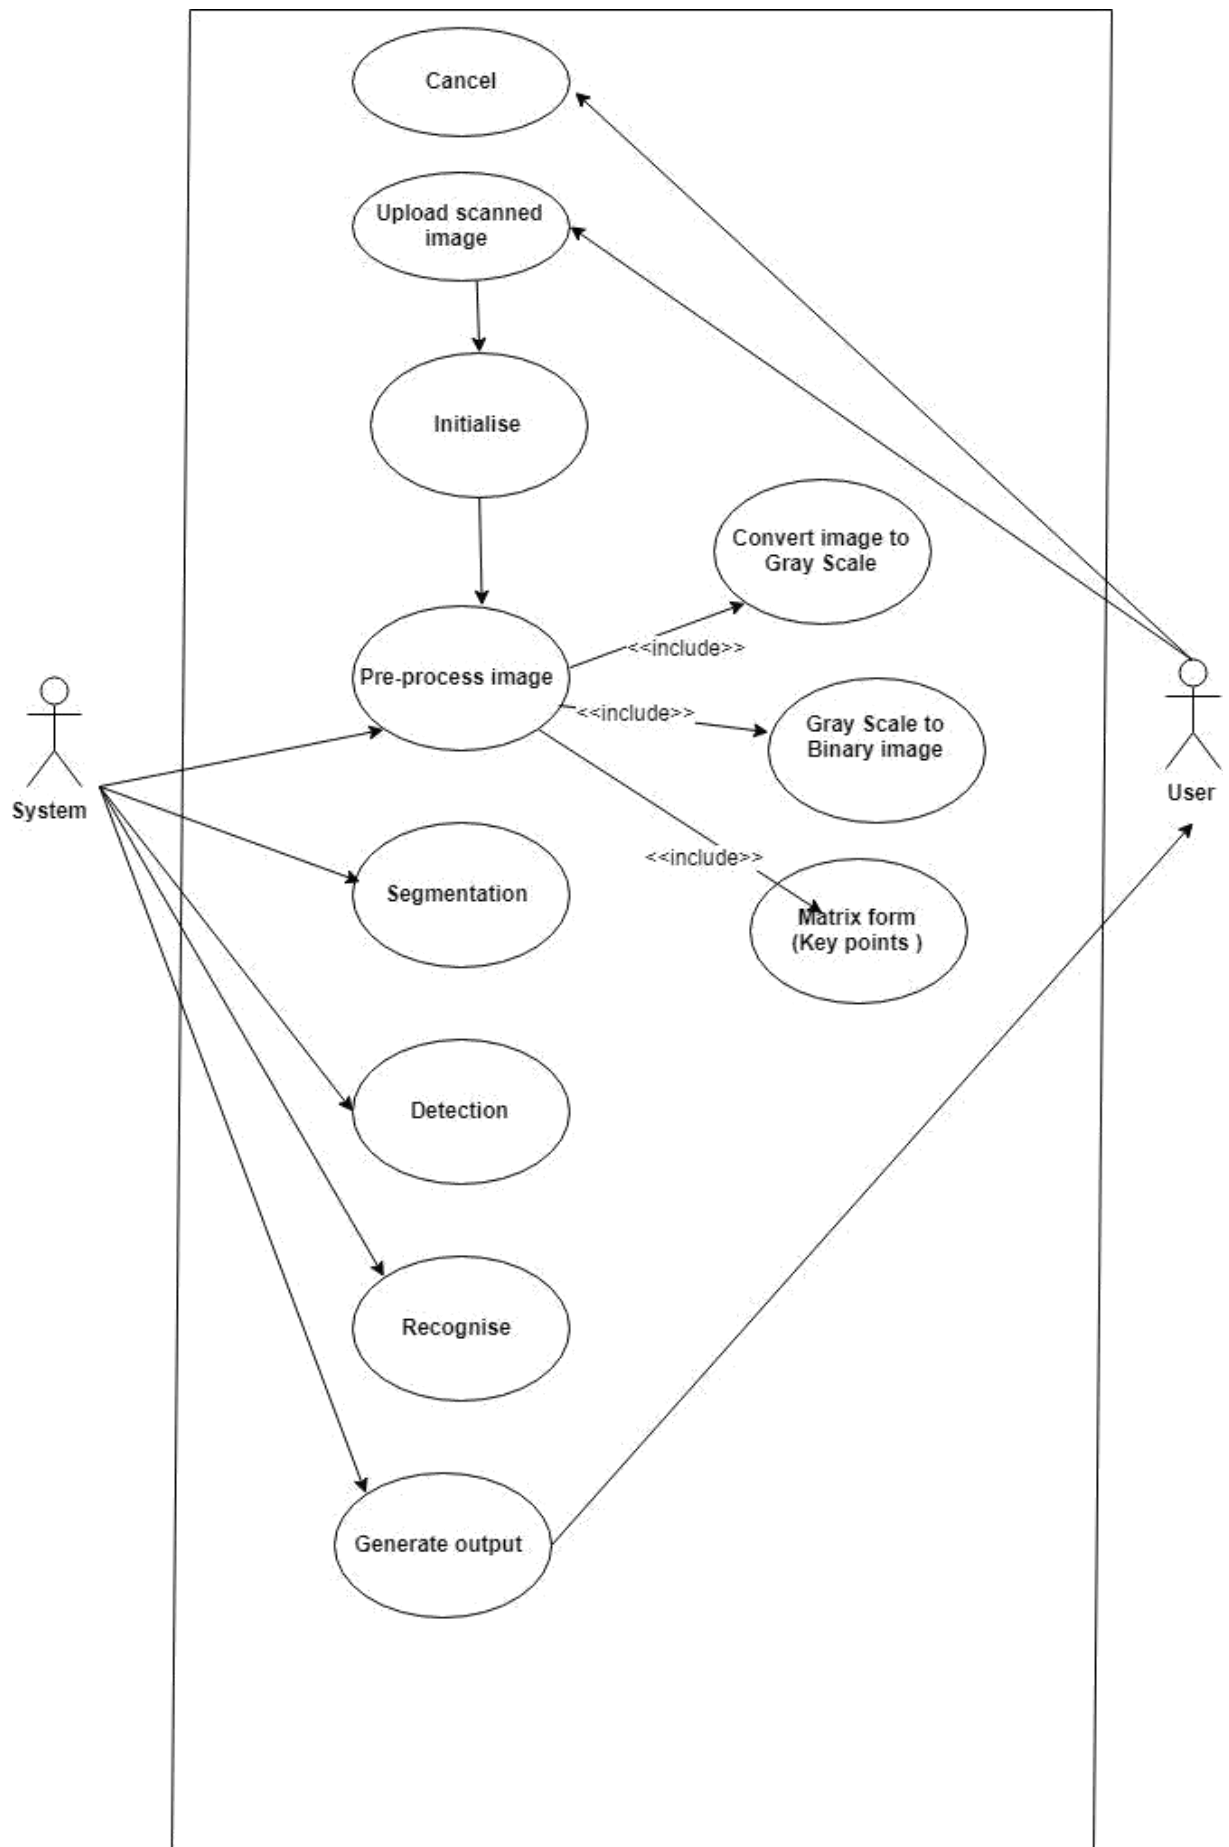 Cancel
Upload scanned
image
Initialise
Convert image to
Gray Scale
<<include>>
Pre-process image
<<include>>
Gray Scale to
Binary image
System
User
<<include>>
Segmentation
Matrix form
(Key points )
Detection
Recognise
Generate output